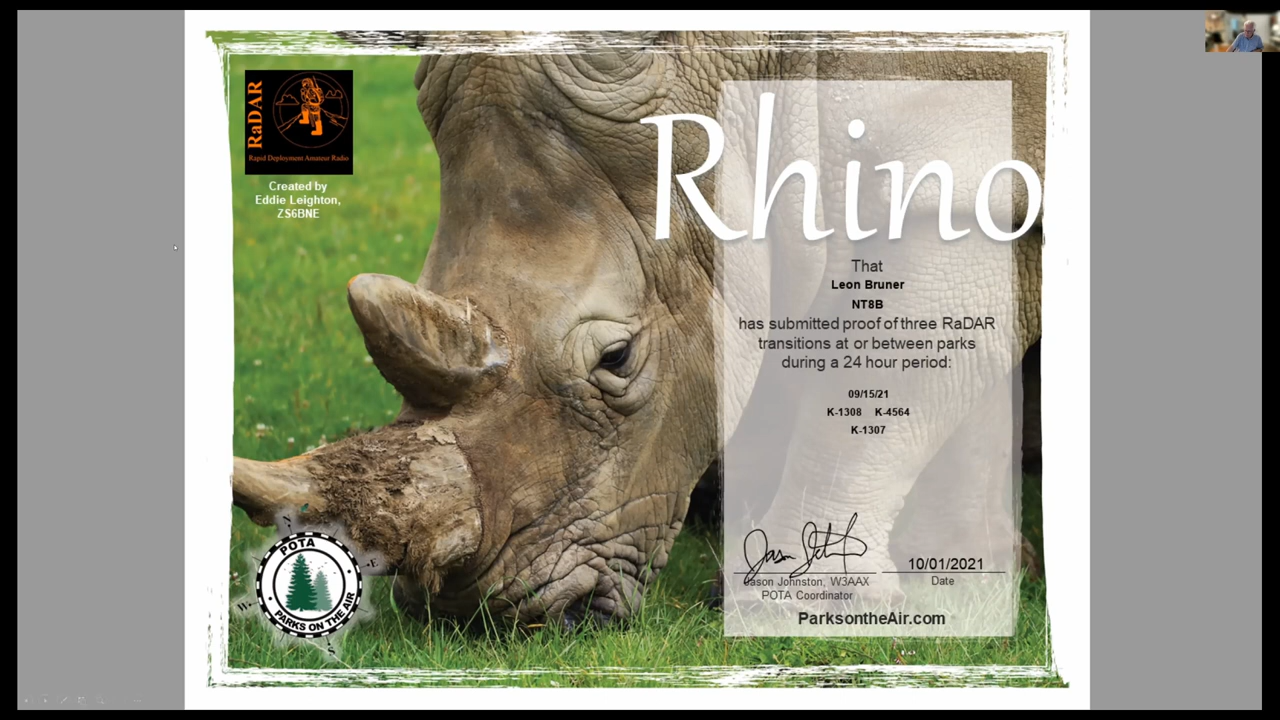 RaDAR
Rapid Deployment Amateur Radio
Created by
Eddie Leighton,
ZS6BNE
Rhino
That
Leon Bruner
NT8B
has submitted proof of three RaDAR
transitions at or between parks
during a 24 hour period:
09/15/21
K-1308 K-4564
K-1307
Jason Johnston, W3AAX
POTA Coordinator
10/01/2021
Date
ParksontheAir.com
N
E
S
W
POTA
PARKS ON THE AIR